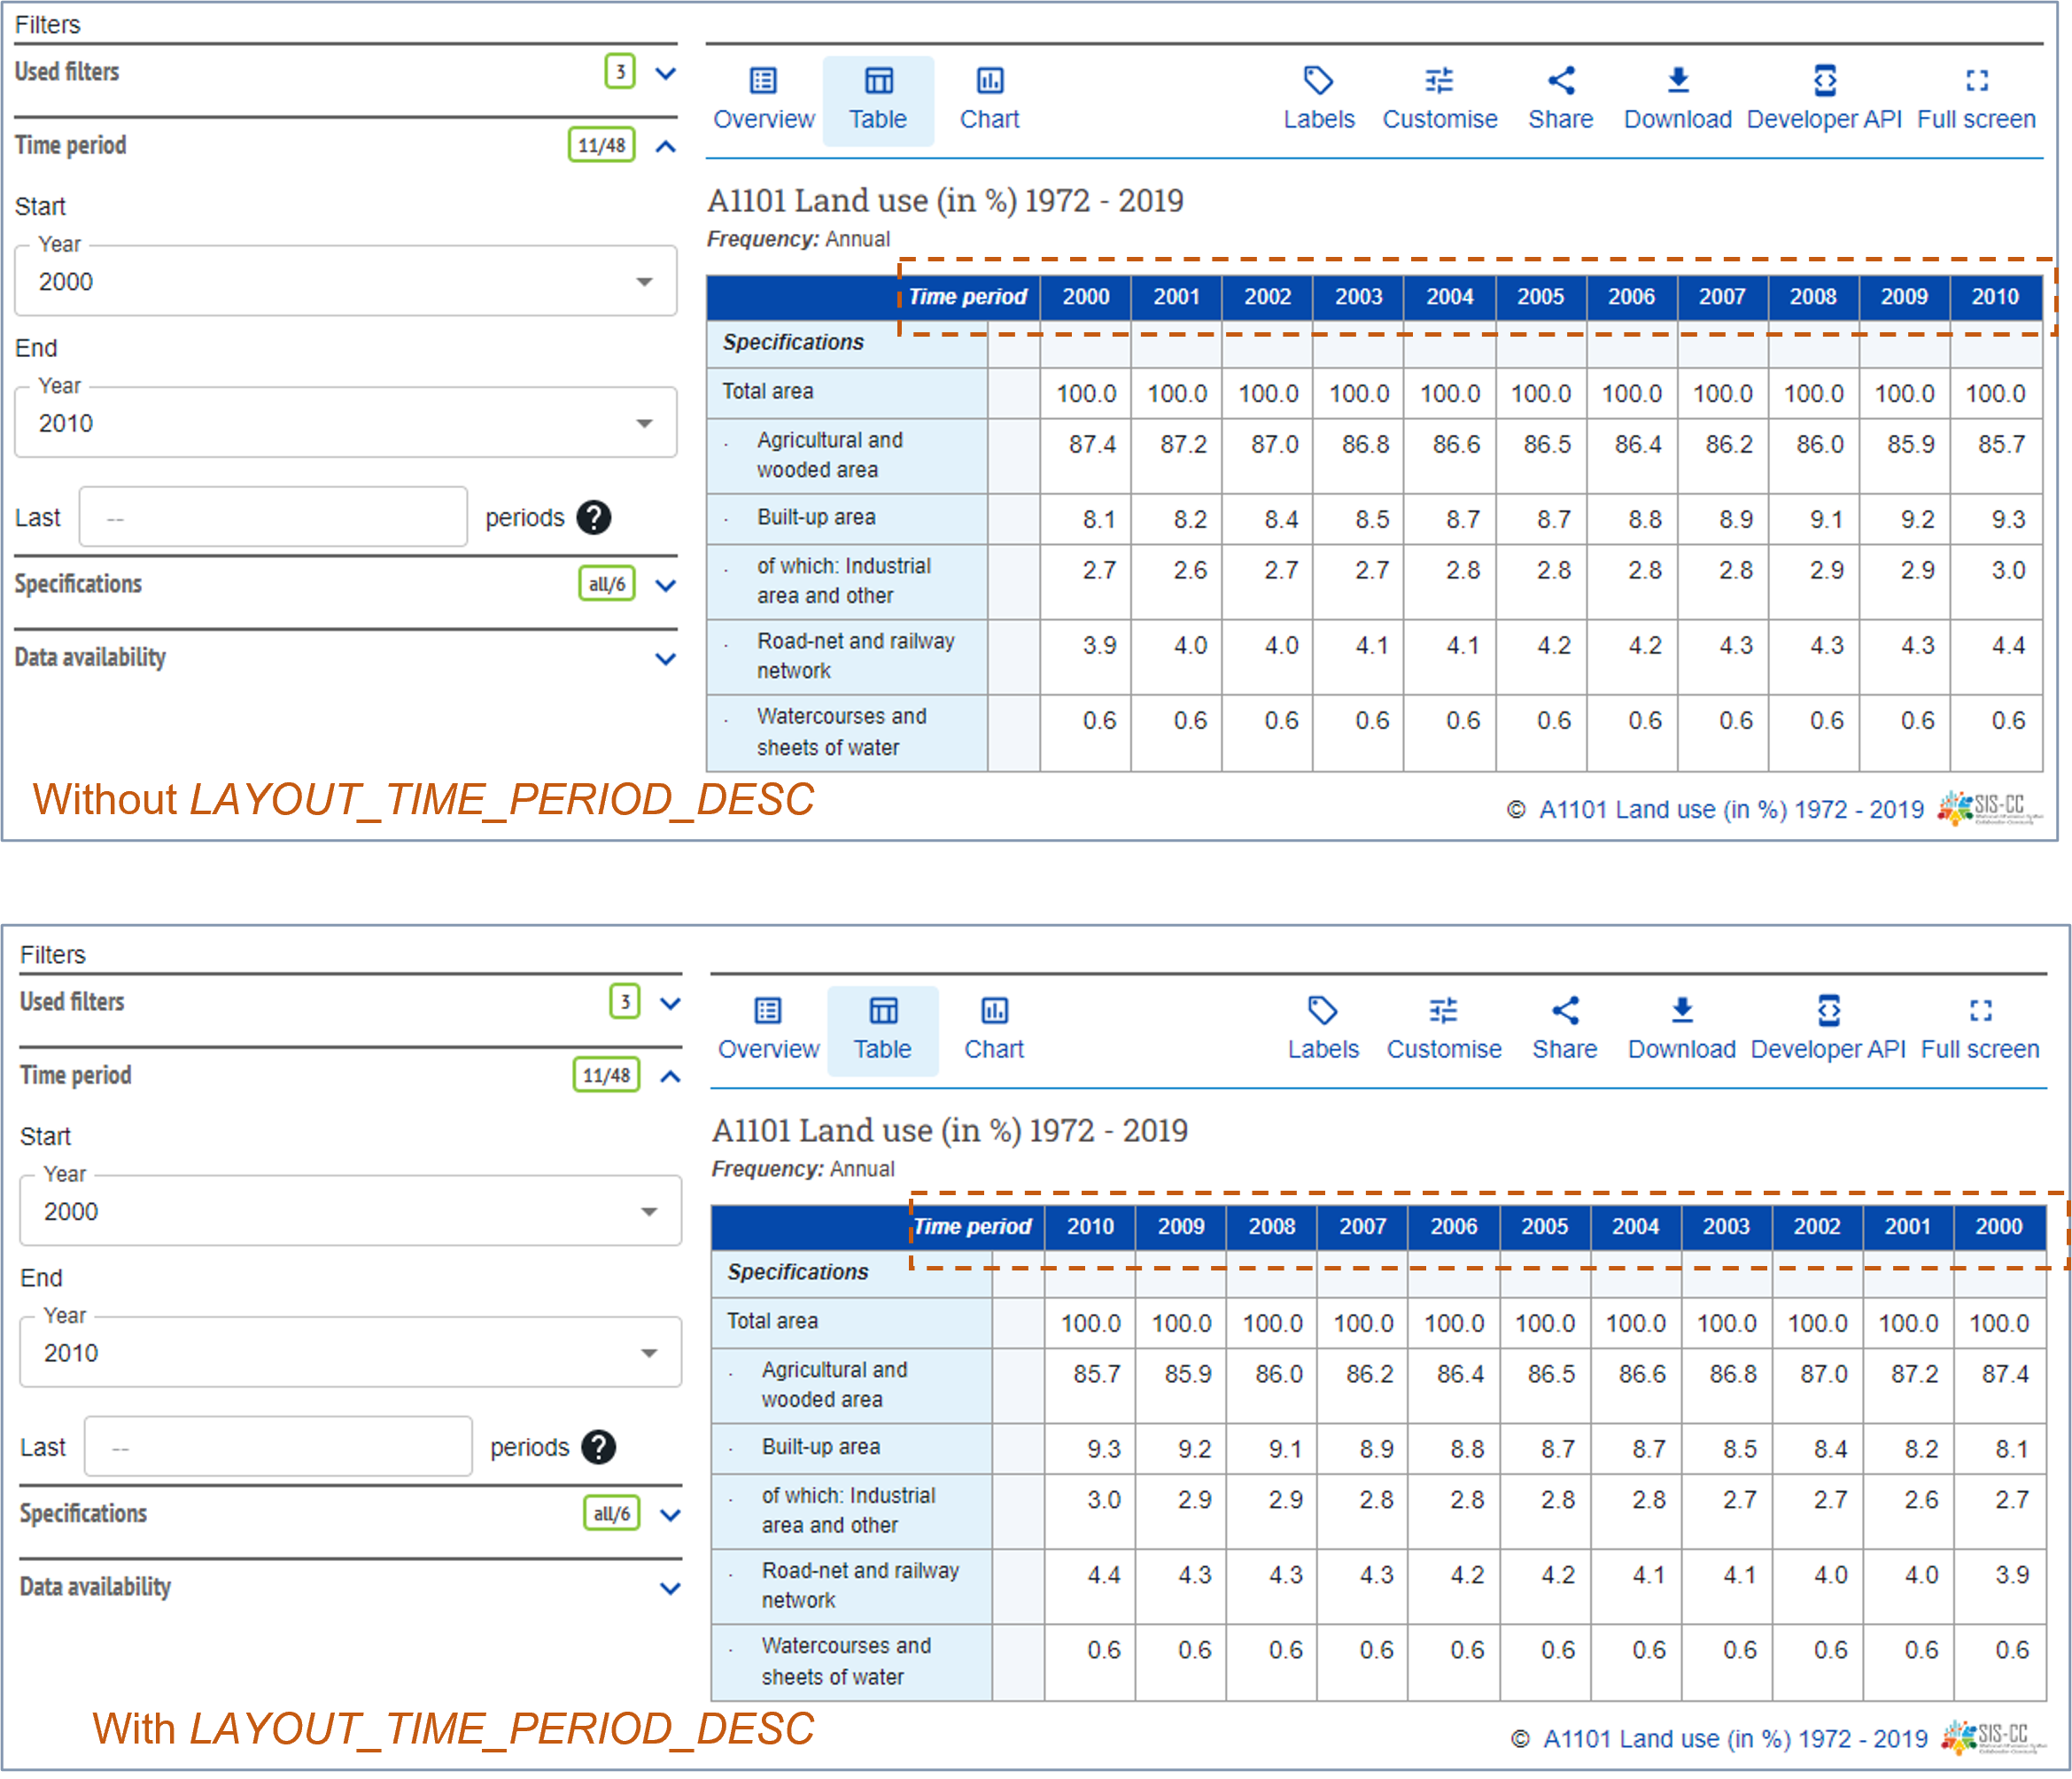 Filters
Used filters 3
Time period 11/48
Start
Year
2000
End
Year
2010
Last -- periods ?
Specifications all/6
Data availability
Overview Table Chart Labels Customise Share Download Developer API Full screen
A1101 Land use (in %) 1972 - 2019
Frequency: Annual
Time period 2000 2001 2002 2003 2004 2005 2006 2007 2008 2009 2010
Specifications
Total area 100.0 100.0 100.0 100.0 100.0 100.0 100.0 100.0 100.0 100.0 100.0
· Agricultural and wooded area 87.4 87.2 87.0 86.8 86.6 86.5 86.4 86.2 86.0 85.9 85.7
· Built-up area 8.1 8.2 8.4 8.5 8.7 8.7 8.8 8.9 9.1 9.2 9.3
· of which: Industrial area and other 2.7 2.6 2.7 2.7 2.8 2.8 2.8 2.8 2.9 2.9 3.0
· Road-net and railway network 3.9 4.0 4.0 4.1 4.1 4.2 4.2 4.3 4.3 4.3 4.4
· Watercourses and sheets of water 0.6 0.6 0.6 0.6 0.6 0.6 0.6 0.6 0.6 0.6 0.6
Without LAYOUT_TIME_PERIOD_DESC
© A1101 Land use (in %) 1972 - 2019 SIS-CC
Filters
Used filters 3
Time period 11/48
Start
Year
2000
End
Year
2010
Last -- periods ?
Specifications all/6
Data availability
Overview Table Chart Labels Customise Share Download Developer API Full screen
A1101 Land use (in %) 1972 - 2019
Frequency: Annual
Time period 2010 2009 2008 2007 2006 2005 2004 2003 2002 2001 2000
Specifications
Total area 100.0 100.0 100.0 100.0 100.0 100.0 100.0 100.0 100.0 100.0 100.0
· Agricultural and wooded area 85.7 85.9 86.0 86.2 86.4 86.5 86.6 86.8 87.0 87.2 87.4
· Built-up area 9.3 9.2 9.1 8.9 8.8 8.7 8.7 8.5 8.4 8.2 8.1
· of which: Industrial area and other 3.0 2.9 2.9 2.8 2.8 2.8 2.8 2.7 2.7 2.6 2.7
· Road-net and railway network 4.4 4.3 4.3 4.3 4.2 4.2 4.1 4.1 4.0 4.0 3.9
· Watercourses and sheets of water 0.6 0.6 0.6 0.6 0.6 0.6 0.6 0.6 0.6 0.6 0.6
With LAYOUT_TIME_PERIOD_DESC
© A1101 Land use (in %) 1972 - 2019 SIS-CC